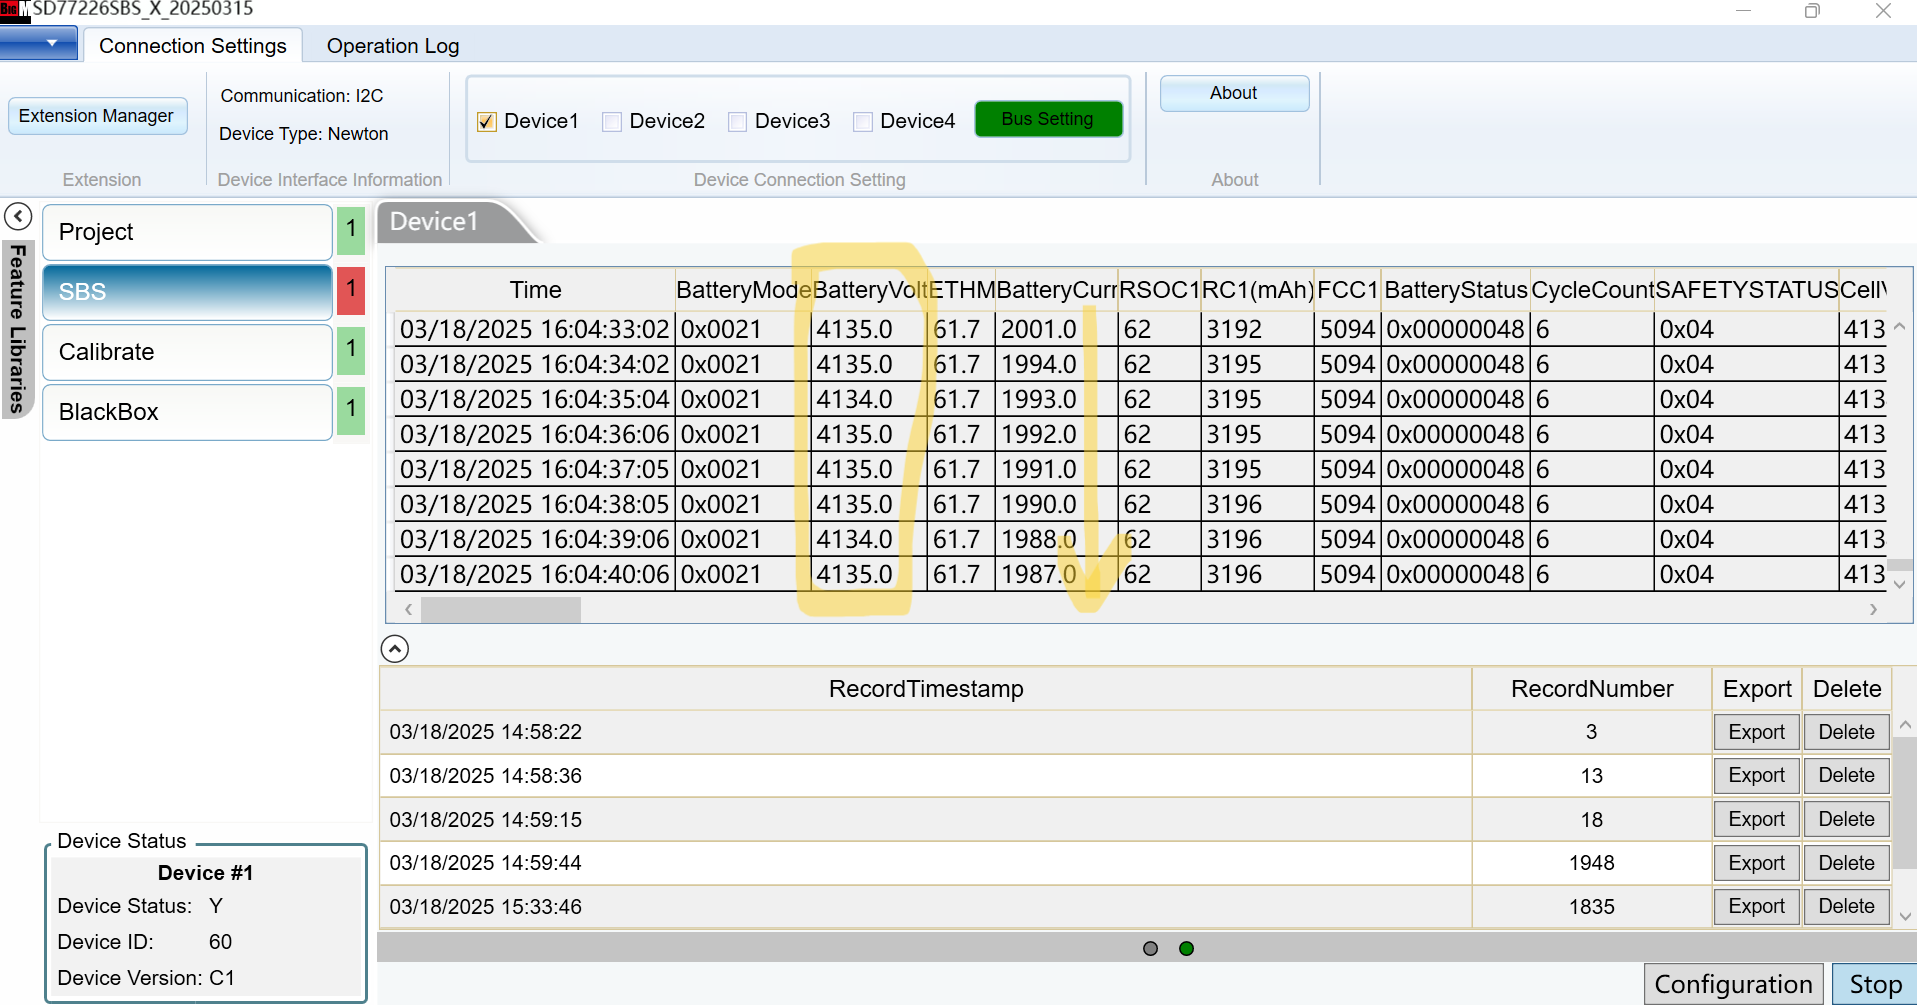 BIG M SD77226SBS_X_20250315
Connection Settings Operation Log
Extension Manager
Extension
Communication: I2C
Device Type: Newton
Device Interface Information
Device1 Device2 Device3 Device4 Bus Setting
Device Connection Setting
About
About
Feature Libraries
Project 1
SBS 1
Calibrate 1
BlackBox 1
Device1
Time BatteryMode BatteryVolt ETHM BatteryCurr RSOC1 RC1(mAh) FCC1 BatteryStatus CycleCount SAFETYSTATUS CellV
03/18/2025 16:04:33:02 0x0021 4135.0 61.7 2001.0 62 3192 5094 0x00000048 6 0x04 413
03/18/2025 16:04:34:02 0x0021 4135.0 61.7 1994.0 62 3195 5094 0x00000048 6 0x04 413
03/18/2025 16:04:35:04 0x0021 4134.0 61.7 1993.0 62 3195 5094 0x00000048 6 0x04 413
03/18/2025 16:04:36:06 0x0021 4135.0 61.7 1992.0 62 3195 5094 0x00000048 6 0x04 413
03/18/2025 16:04:37:05 0x0021 4135.0 61.7 1991.0 62 3195 5094 0x00000048 6 0x04 413
03/18/2025 16:04:38:05 0x0021 4135.0 61.7 1990.0 62 3196 5094 0x00000048 6 0x04 413
03/18/2025 16:04:39:06 0x0021 4134.0 61.7 1988.0 62 3196 5094 0x00000048 6 0x04 413
03/18/2025 16:04:40:06 0x0021 4135.0 61.7 1987.0 62 3196 5094 0x00000048 6 0x04 413
RecordTimestamp RecordNumber Export Delete
03/18/2025 14:58:22 3 Export Delete
03/18/2025 14:58:36 13 Export Delete
03/18/2025 14:59:15 18 Export Delete
03/18/2025 14:59:44 1948 Export Delete
03/18/2025 15:33:46 1835 Export Delete
Device Status
Device #1
Device Status: Y
Device ID: 60
Device Version: C1
Configuration Stop